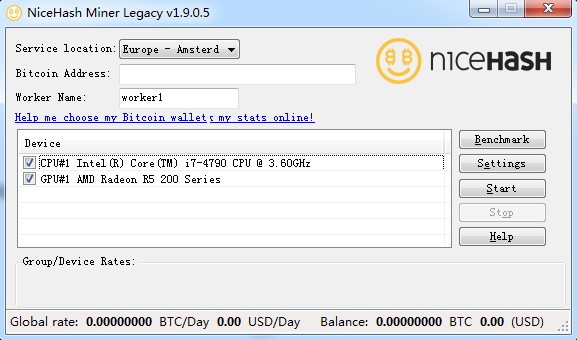 NiceHash Miner Legacy v1.9.0.5
Service location: Europe - Amsterd
nıceHasH
Bitcoin Address:
Worker Name: worker1
Help me choose my Bitcoin wallet; my stats online!
Device
Benchmark
CPU#1 Intel(R) Core(TM) i7-4790 CPU @ 3.60GHz
Settings
GPU#1 AMD Radeon R5 200 Series
Start
Stop
Help
Group/Device Rates:
Global rate: 0.00000000 BTC/Day 0.00 USD/Day Balance: 0.00000000 BTC 0.00 (USD)